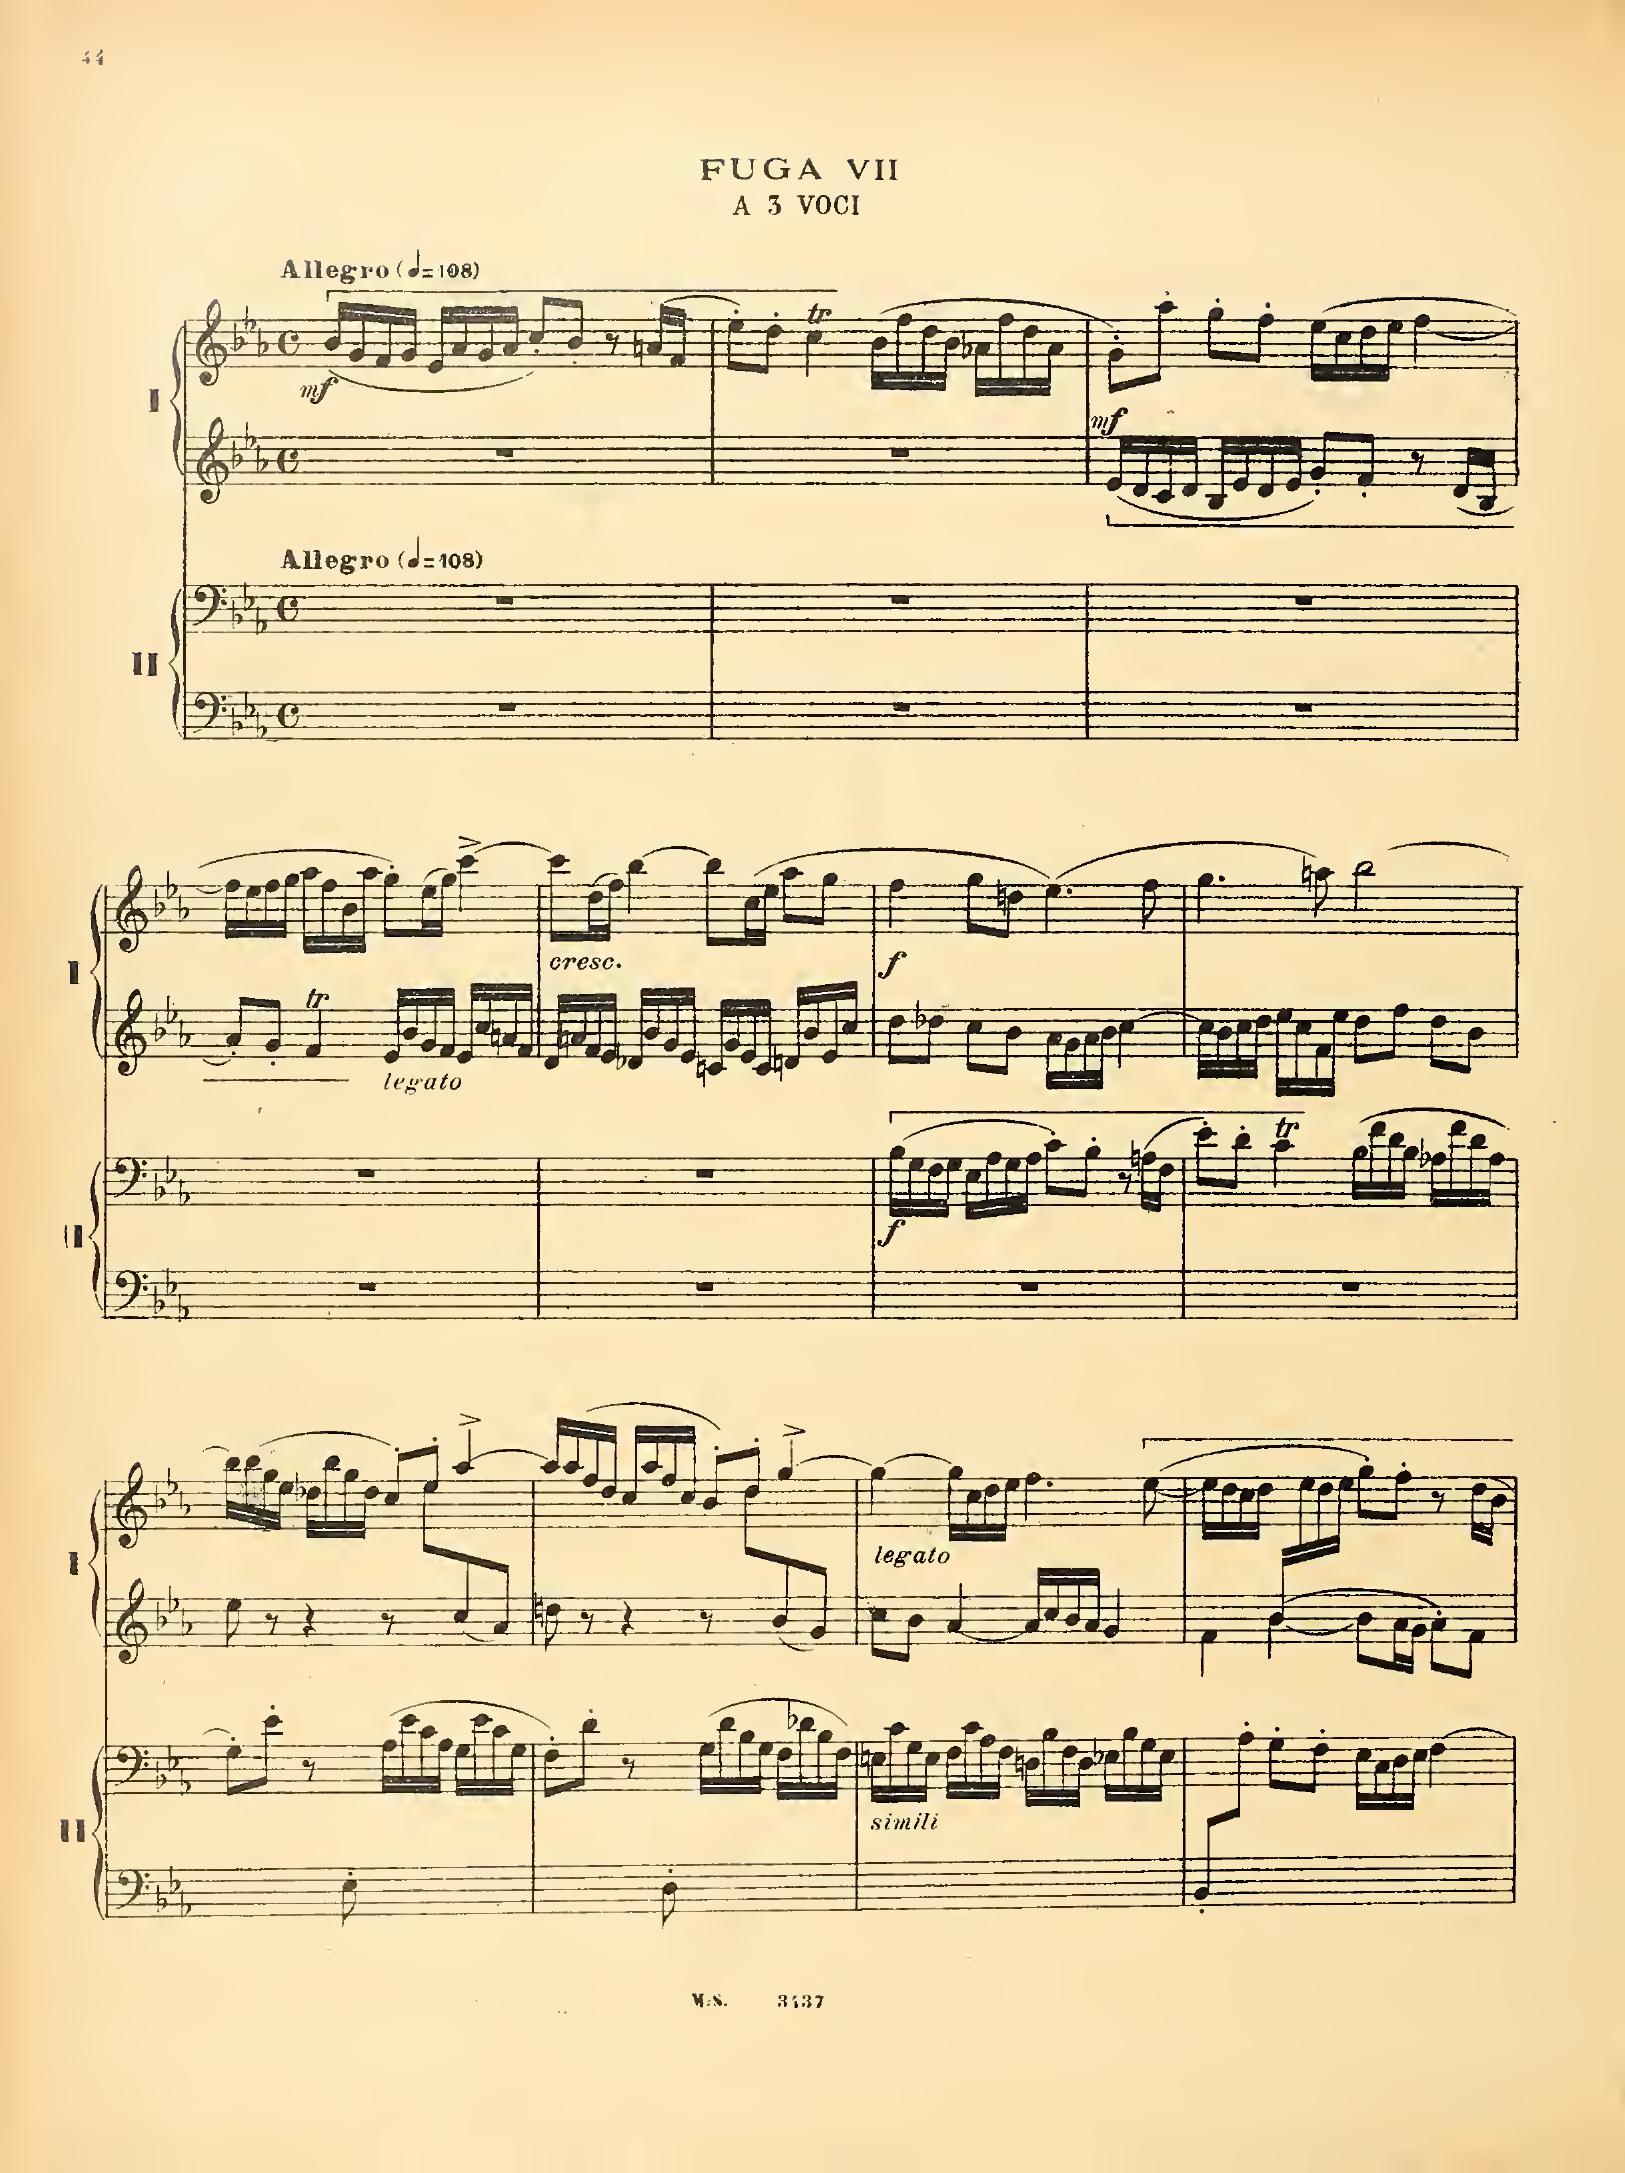 44
FUGA VII
A 3 VOCI
Allegro (♩=108)
tr
mf
I
mf
Allegro (♩=108)
II
I
cresc.
f
tr
legato
tr
II
f
I
legato
II
simili
M.S. 3437